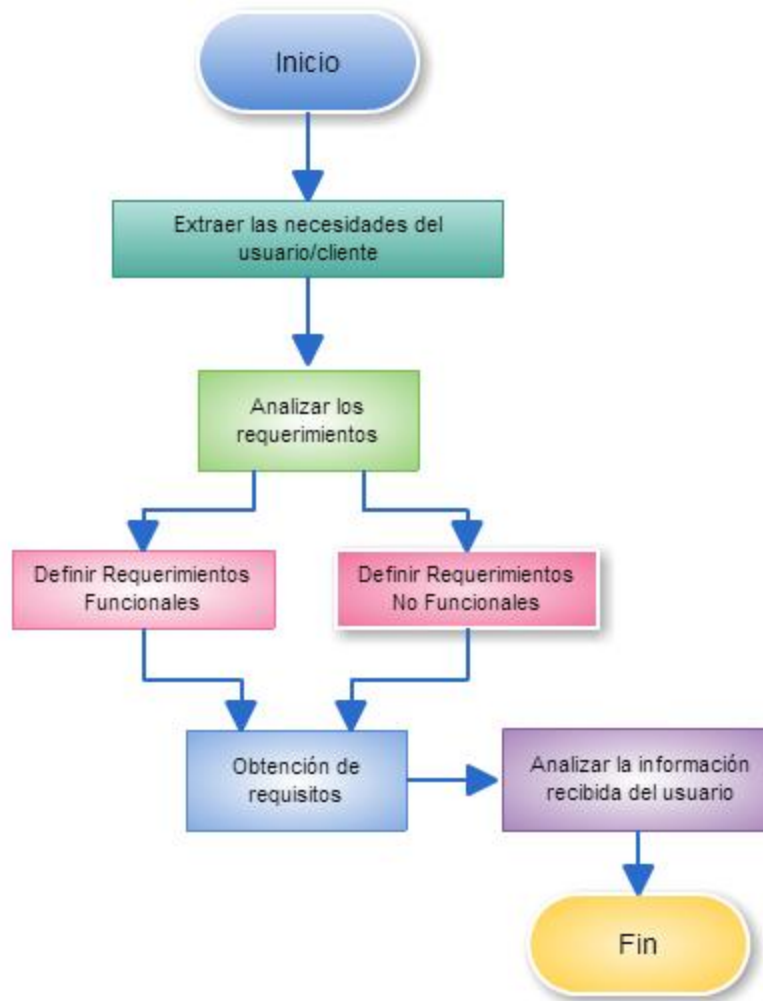 Inicio
Extraer las necesidades del
usuario/cliente
Analizar los
requerimientos
Definir Requerimientos
Funcionales
Definir Requerimientos
No Funcionales
Obtención de
requisitos
Analizar la información
recibida del usuario
Fin